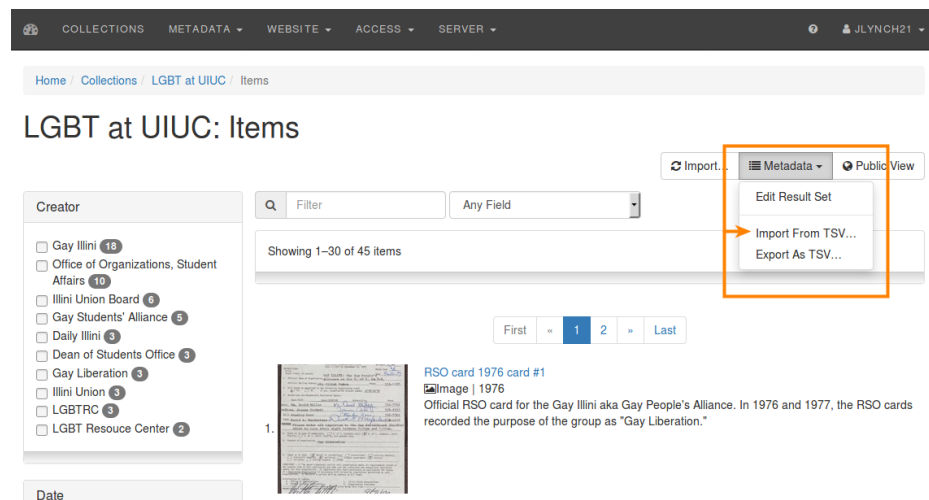 COLLECTIONS METADATA WEBSITE ACCESS SERVER JLYNCH21
Home / Collections / LGBT at UIUC / Items
LGBT at UIUC: Items
Import... Metadata Public View
Edit Result Set
Import From TSV...
Export As TSV...
Creator
Gay Illini 18
Office of Organizations, Student
Affairs 10
Illini Union Board 6
Gay Students' Alliance 5
Daily Illini 3
Dean of Students Office 3
Gay Liberation 3
Illini Union 3
LGBTRC 3
LGBT Resouce Center 2
Date
Filter Any Field
Showing 1–30 of 45 items
First « 1 2 » Last
1.
RSO card 1976 card #1
Image | 1976
Official RSO card for the Gay Illini aka Gay People's Alliance. In 1976 and 1977, the RSO cards
recorded the purpose of the group as "Gay Liberation."